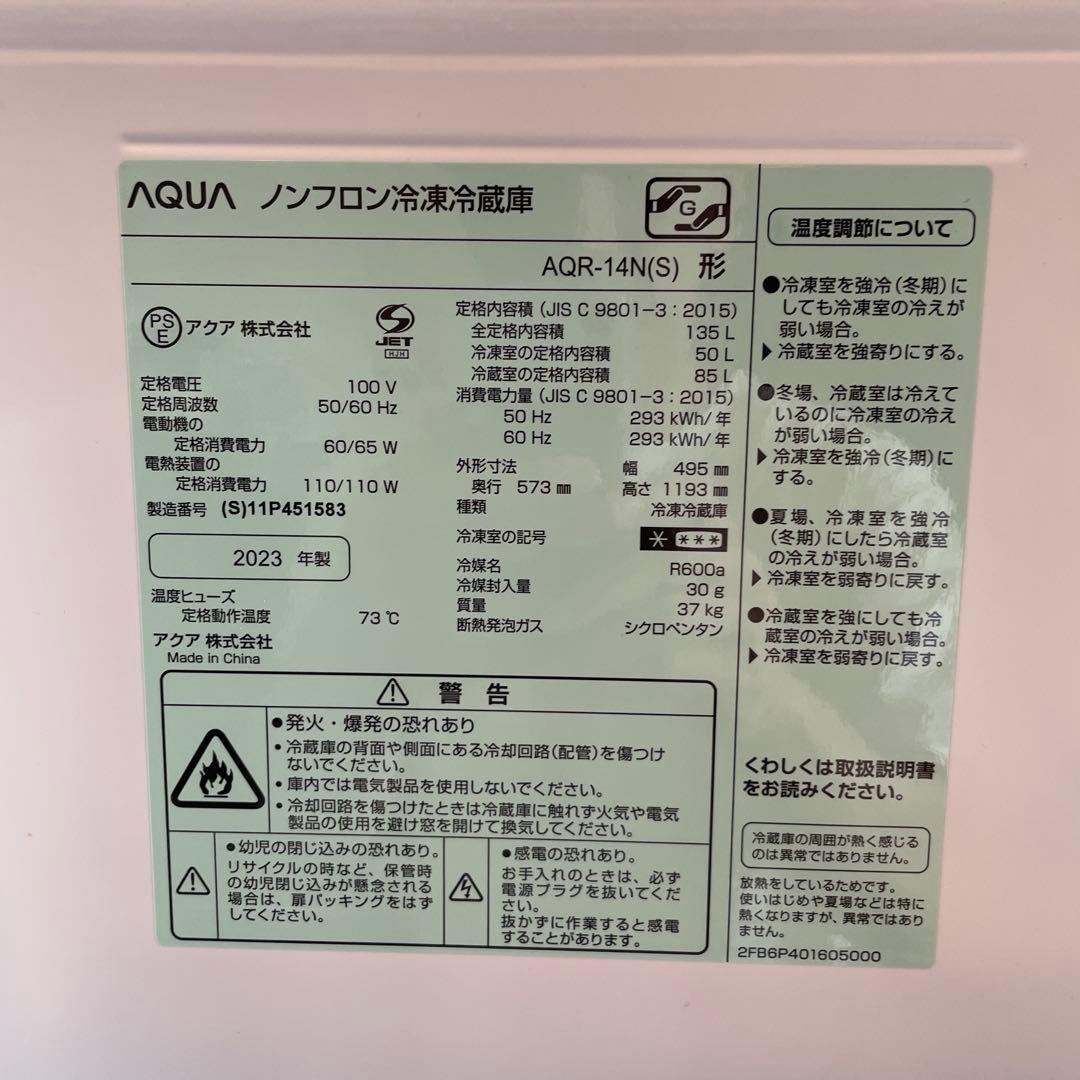 AQUA ノンフロン冷凍冷蔵庫
G
AQR-14N(S) 形
PSE アクア 株式会社
JET
HJH
定格電圧 100 V
定格周波数 50/60 Hz
電動機の
定格消費電力 60/65 W
電熱装置の
定格消費電力 110/110 W
製造番号 (S)11P451583
2023 年製
温度ヒューズ
定格動作温度 73 ℃
アクア 株式会社
Made in China
定格内容積 (JIS C 9801-3：2015)
全定格内容積 135 L
冷凍室の定格内容積 50 L
冷蔵室の定格内容積 85 L
消費電力量 (JIS C 9801-3：2015)
50 Hz 293 kWh/年
60 Hz 293 kWh/年
外形寸法 幅 495 ㎜
奥行 573 ㎜ 高さ 1193 ㎜
種類 冷凍冷蔵庫
冷凍室の記号 * ***
冷媒名 R600a
冷媒封入量 30 g
質量 37 kg
断熱発泡ガス シクロペンタン
⚠ 警告
●発火・爆発の恐れあり
・冷蔵庫の背面や側面にある冷却回路(配管)を傷つけ
ないでください。
・庫内では電気製品を使用しないでください。
・冷却回路を傷つけたときは冷蔵庫に触れず火気や電気
製品の使用を避け窓を開けて換気してください。
●幼児の閉じ込みの恐れあり。
リサイクルの時など、保管時
の幼児閉じ込みが懸念される
場合は、扉パッキングをはず
してください。
●感電の恐れあり。
お手入れのときは、必ず
電源プラグを抜いてくだ
さい。
抜かずに作業すると感電
することがあります。
温度調節について
●冷凍室を強冷(冬期)に
しても冷凍室の冷えが
弱い場合。
▶冷蔵室を強寄りにする。
●冬場、冷蔵室は冷えて
いるのに冷凍室の冷え
が弱い場合。
▶冷凍室を強冷(冬期)に
する。
●夏場、冷凍室を強冷
(冬期)にしたら冷蔵室
の冷えが弱い場合。
▶冷凍室を弱寄りに戻す。
●冷蔵室を強にしても冷
蔵室の冷えが弱い場合。
▶冷凍室を弱寄りに戻す。
くわしくは取扱説明書
をお読みください。
冷蔵庫の周囲が熱く感じる
のは異常ではありません。
放熱をしているためです。
使いはじめや夏場などは特に
熱くなりますが、異常ではあり
ません。
2FB6P401605000